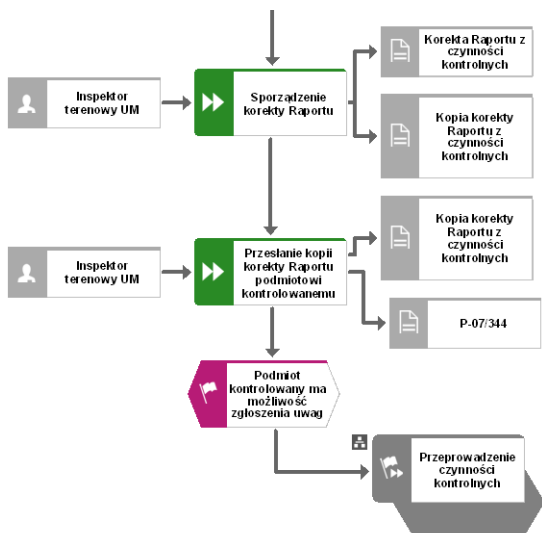 Inspektor
terenowy UM
Sporządzenie
korekty Raportu
Korekta Raportu z
czynności
kontrolnych
Kopia korekty
Raportu z
czynności
kontrolnych
Inspektor
terenowy UM
Przesłanie kopii
korekty Raportu
podmiotowi
kontrolowanemu
Kopia korekty
Raportu z
czynności
kontrolnych
P-07/344
Podmiot
kontrolowany ma
możliwość
zgłoszenia uwag
Przeprowadzenie
czynności
kontrolnych